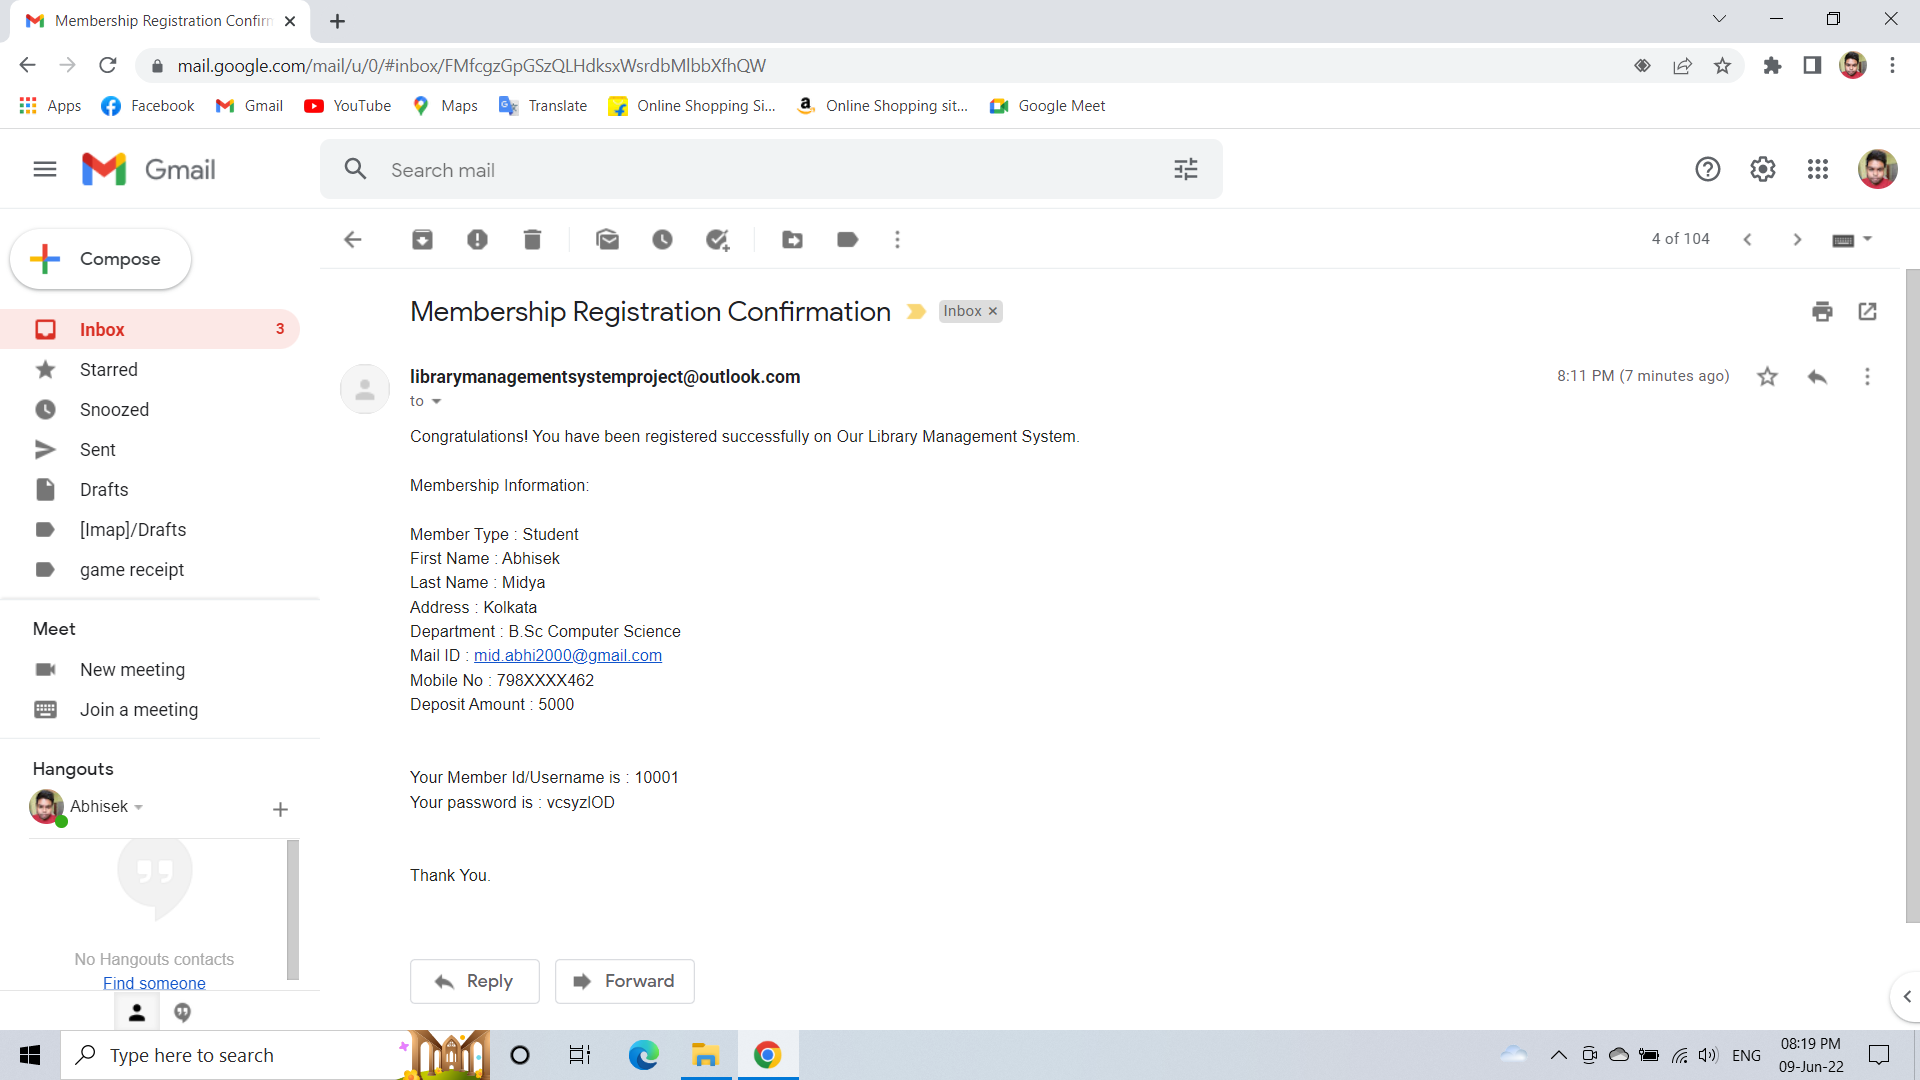 Membership Registration Confirm
mail.google.com/mail/u/0/#inbox/FMfcgzGpGSzQLHdksxWsrdbMlbbXfhQW
Apps Facebook Gmail YouTube Maps Translate Online Shopping Si... Online Shopping sit... Google Meet
Gmail
Search mail
Compose
4 of 104
Inbox 3
Starred
Snoozed
Sent
Drafts
[Imap]/Drafts
game receipt
Meet
New meeting
Join a meeting
Hangouts
Abhisek
No Hangouts contacts
Find someone
Membership Registration Confirmation Inbox ×
librarymanagementsystemproject@outlook.com 8:11 PM (7 minutes ago)
to
Congratulations! You have been registered successfully on Our Library Management System.
Membership Information:
Member Type : Student
First Name : Abhisek
Last Name : Midya
Address : Kolkata
Department : B.Sc Computer Science
Mail ID : mid.abhi2000@gmail.com
Mobile No : 798XXXX462
Deposit Amount : 5000
Your Member Id/Username is : 10001
Your password is : vcsyzIOD
Thank You.
Reply Forward
Type here to search
ENG
08:19 PM
09-Jun-22